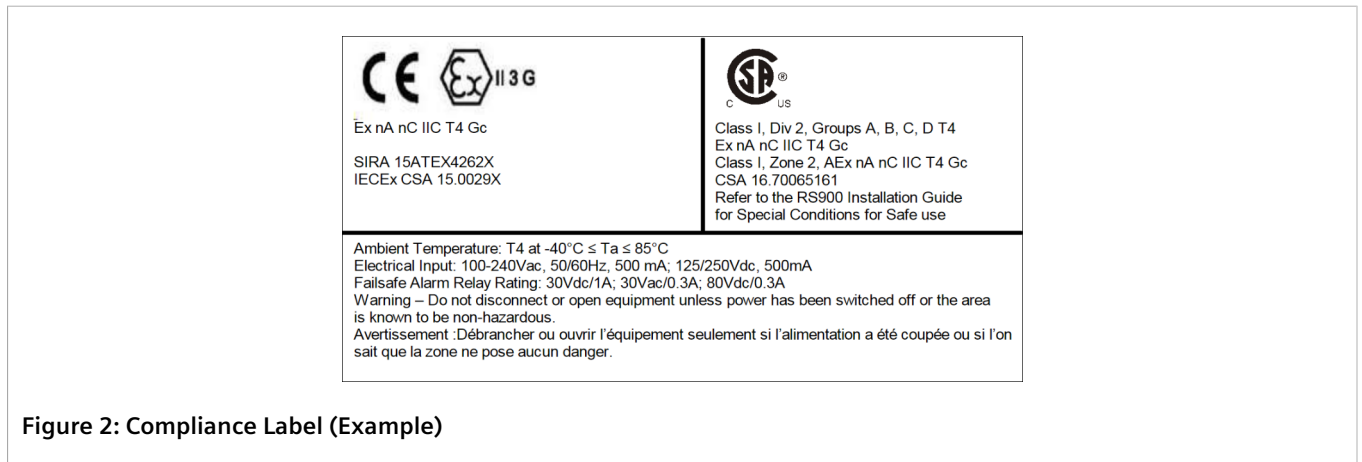 CE Ex II 3 G
Ex nA nC IIC T4 Gc
SIRA 15ATEX4262X
IECEx CSA 15.0029X
CSA ®
C US
Class I, Div 2, Groups A, B, C, D T4
Ex nA nC IIC T4 Gc
Class I, Zone 2, AEx nA nC IIC T4 Gc
CSA 16.70065161
Refer to the RS900 Installation Guide
for Special Conditions for Safe use
Ambient Temperature: T4 at -40°C ≤ Ta ≤ 85°C
Electrical Input: 100-240Vac, 50/60Hz, 500 mA; 125/250Vdc, 500mA
Failsafe Alarm Relay Rating: 30Vdc/1A; 30Vac/0.3A; 80Vdc/0.3A
Warning – Do not disconnect or open equipment unless power has been switched off or the area
is known to be non-hazardous.
Avertissement :Débrancher ou ouvrir l'équipement seulement si l'alimentation a été coupée ou si l'on
sait que la zone ne pose aucun danger.
Figure 2: Compliance Label (Example)